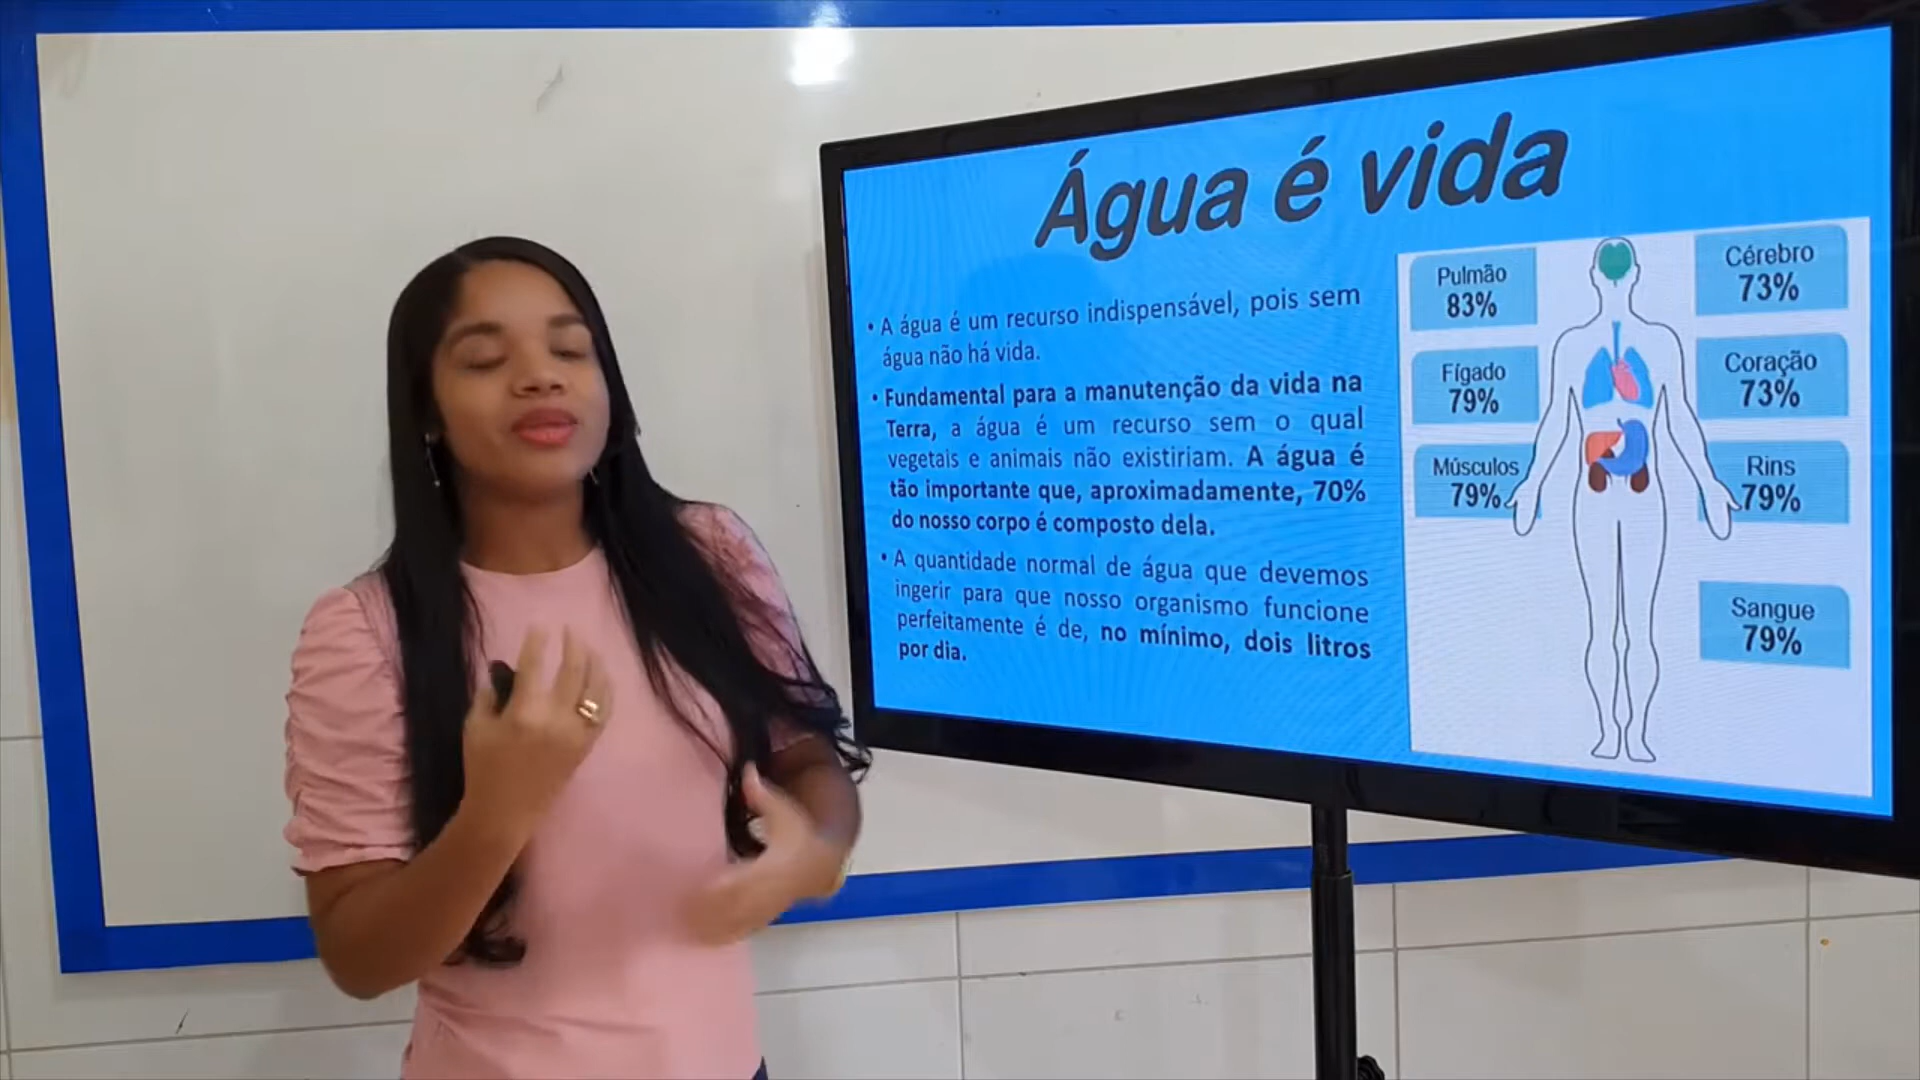 Água é vida
• A água é um recurso indispensável, pois sem
água não há vida.
• Fundamental para a manutenção da vida na
Terra, a água é um recurso sem o qual
vegetais e animais não existiriam. A água é
tão importante que, aproximadamente, 70%
do nosso corpo é composto dela.
• A quantidade normal de água que devemos
ingerir para que nosso organismo funcione
perfeitamente é de, no mínimo, dois litros
por dia.
Pulmão
83%
Fígado
79%
Músculos
79%
Cérebro
73%
Coração
73%
Rins
79%
Sangue
79%